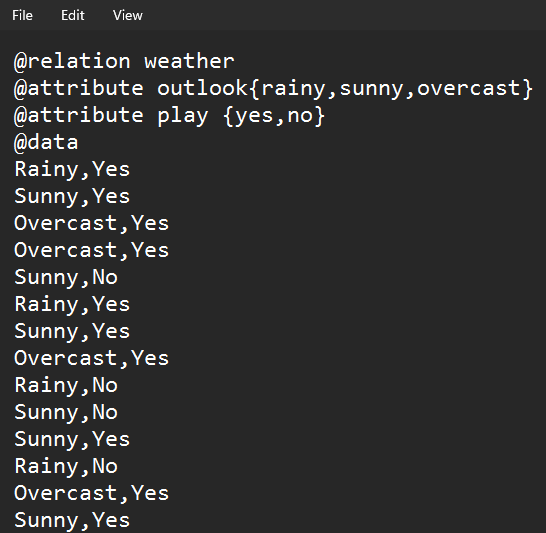 File Edit View
@relation weather
@attribute outlook{rainy,sunny,overcast}
@attribute play {yes,no}
@data
Rainy,Yes
Sunny,Yes
Overcast,Yes
Overcast,Yes
Sunny,No
Rainy,Yes
Sunny,Yes
Overcast,Yes
Rainy,No
Sunny,No
Sunny,Yes
Rainy,No
Overcast,Yes
Sunny,Yes